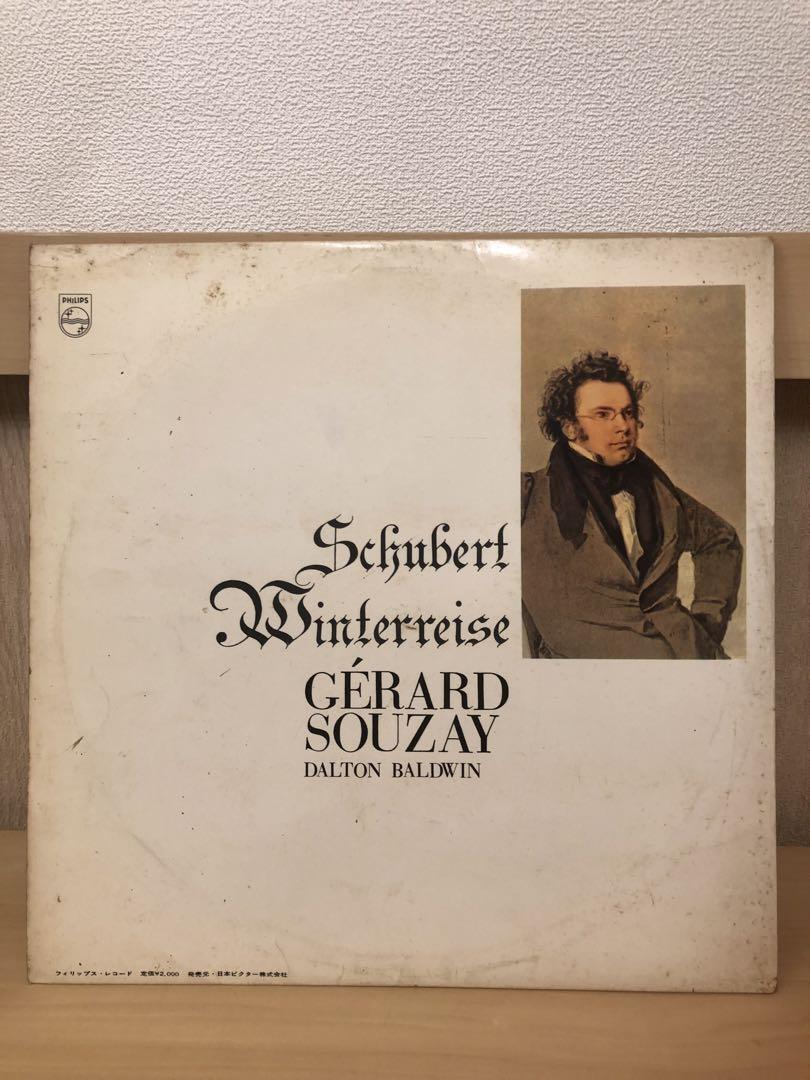 PHILIPS
Schubert
Winterreise
GÉRARD
SOUZAY
DALTON BALDWIN
フィリップス・レコード 定価¥2,000 発売元・日本ビクター株式会社